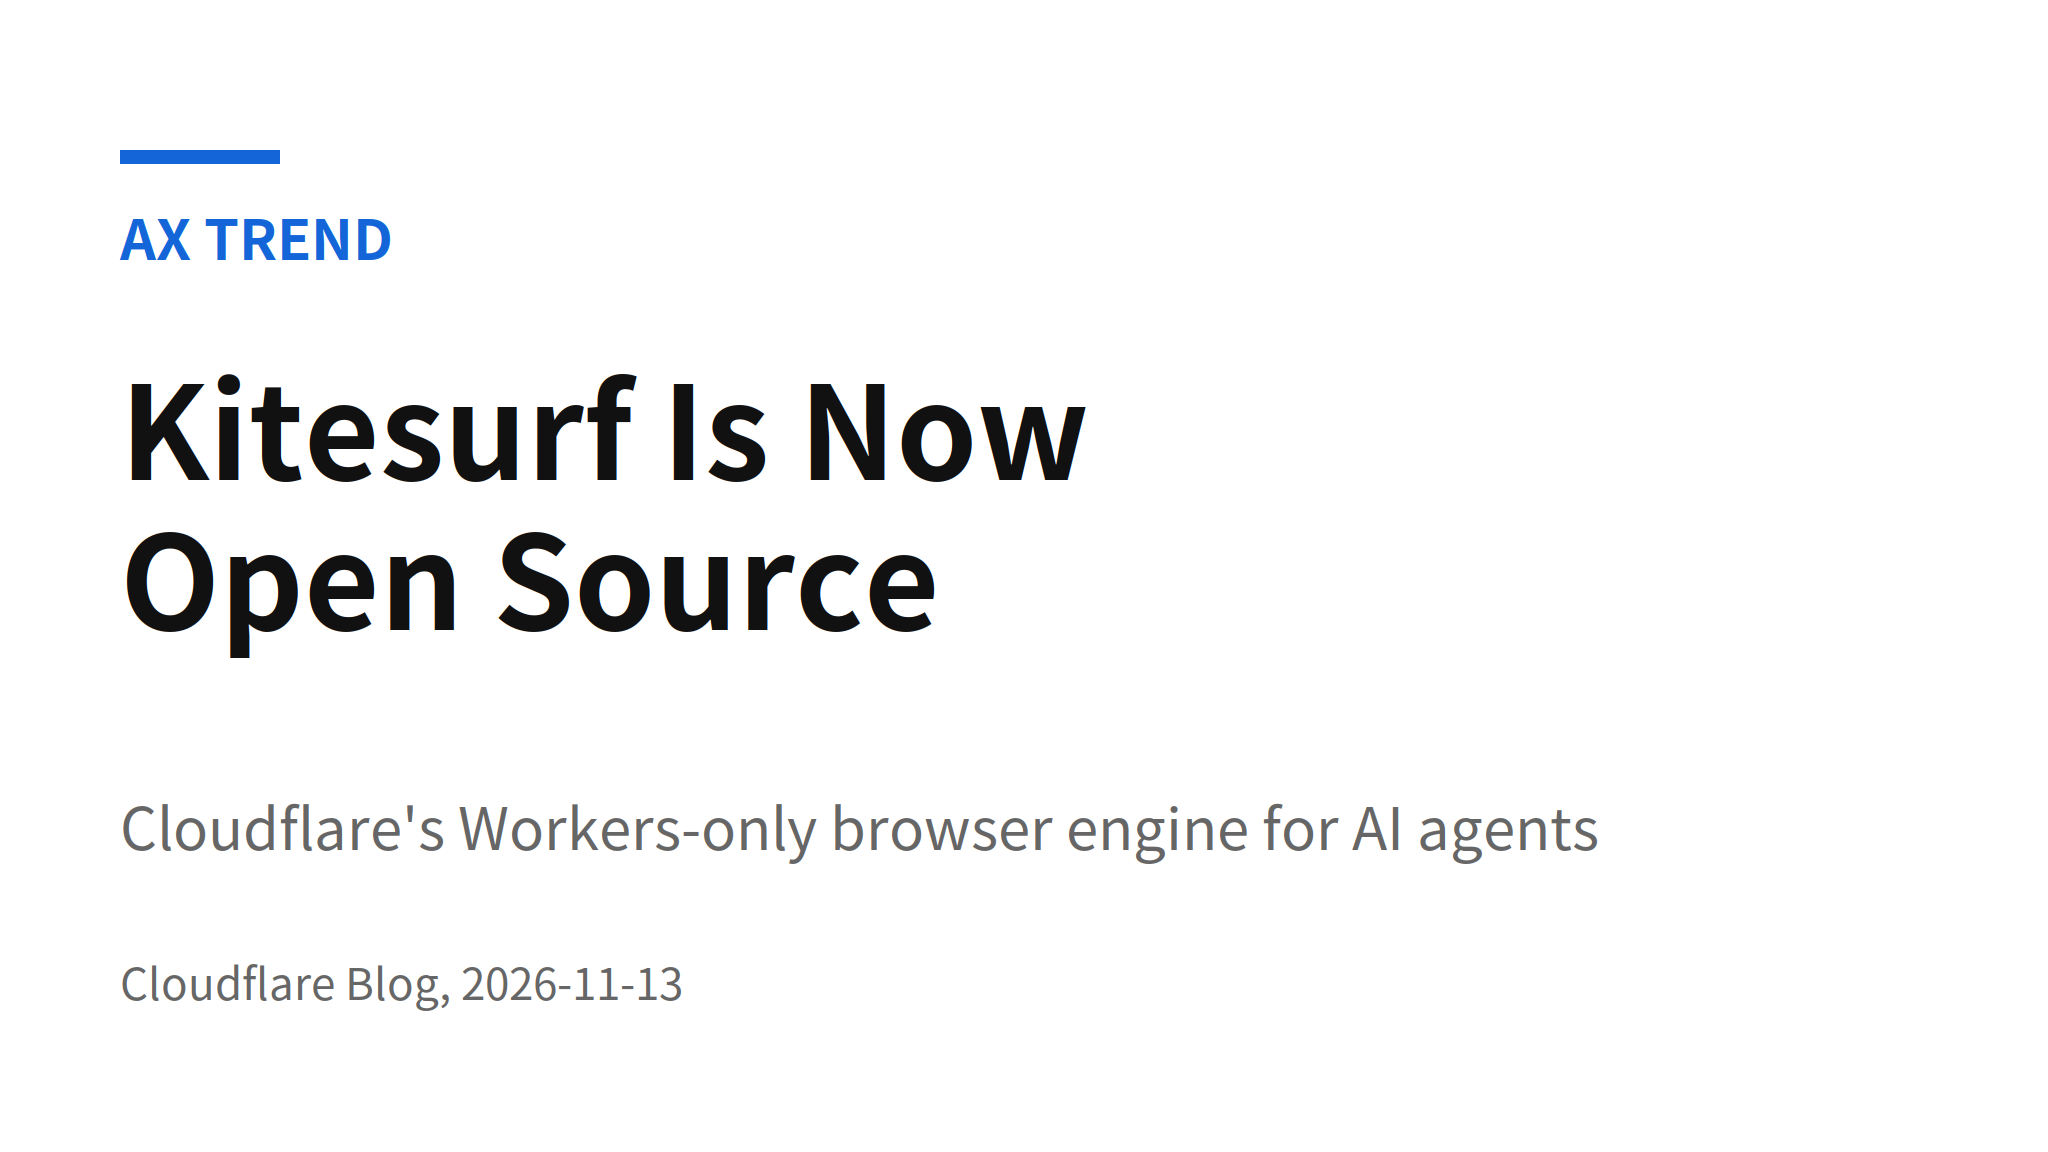 AX TREND
Kitesurf Is Now
Open Source
Cloudflare's Workers-only browser engine for AI agents
Cloudflare Blog, 2026-11-13